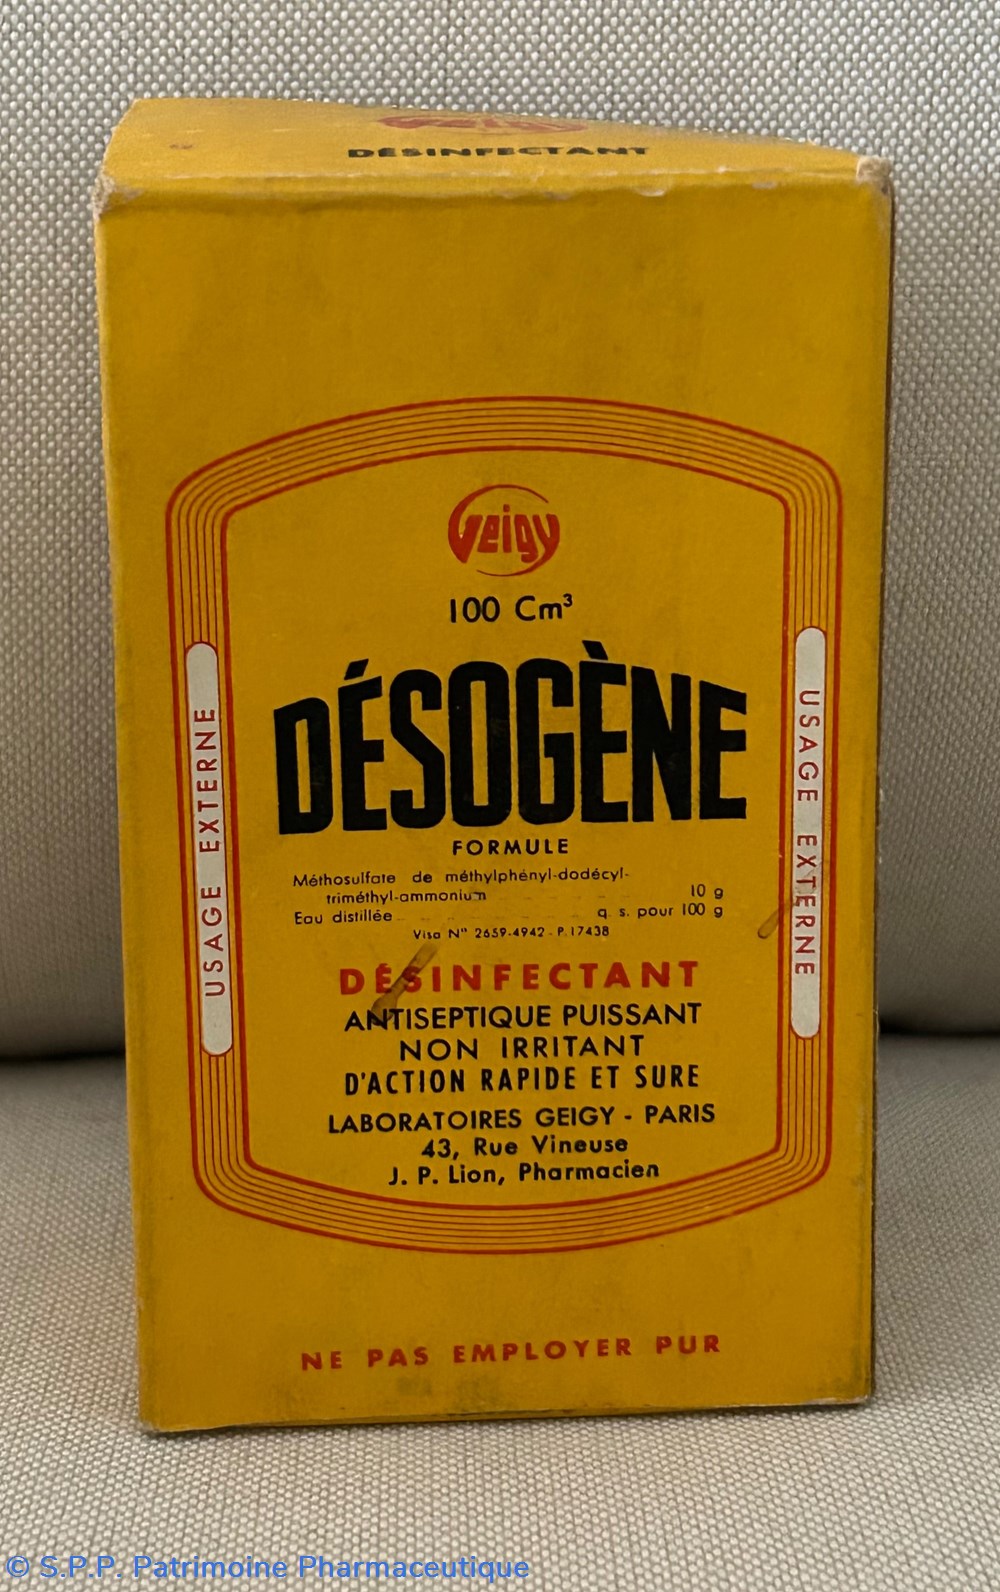 Geigy
DÉSINFECTANT
Geigy
100 Cm³
DÉSOGÈNE
FORMULE
Méthosulfate de méthylphényl-dodécyl-
triméthyl-ammonium 10 g
Eau distillée q. s. pour 100 g
Visa Nº 2659-4942 - P. 17438
DÉSINFECTANT
ANTISEPTIQUE PUISSANT
NON IRRITANT
D'ACTION RAPIDE ET SURE
LABORATOIRES GEIGY - PARIS
43, Rue Vineuse
J. P. Lion, Pharmacien
USAGE EXTERNE
USAGE EXTERNE
NE PAS EMPLOYER PUR
© S.P.P. Patrimoine Pharmaceutique